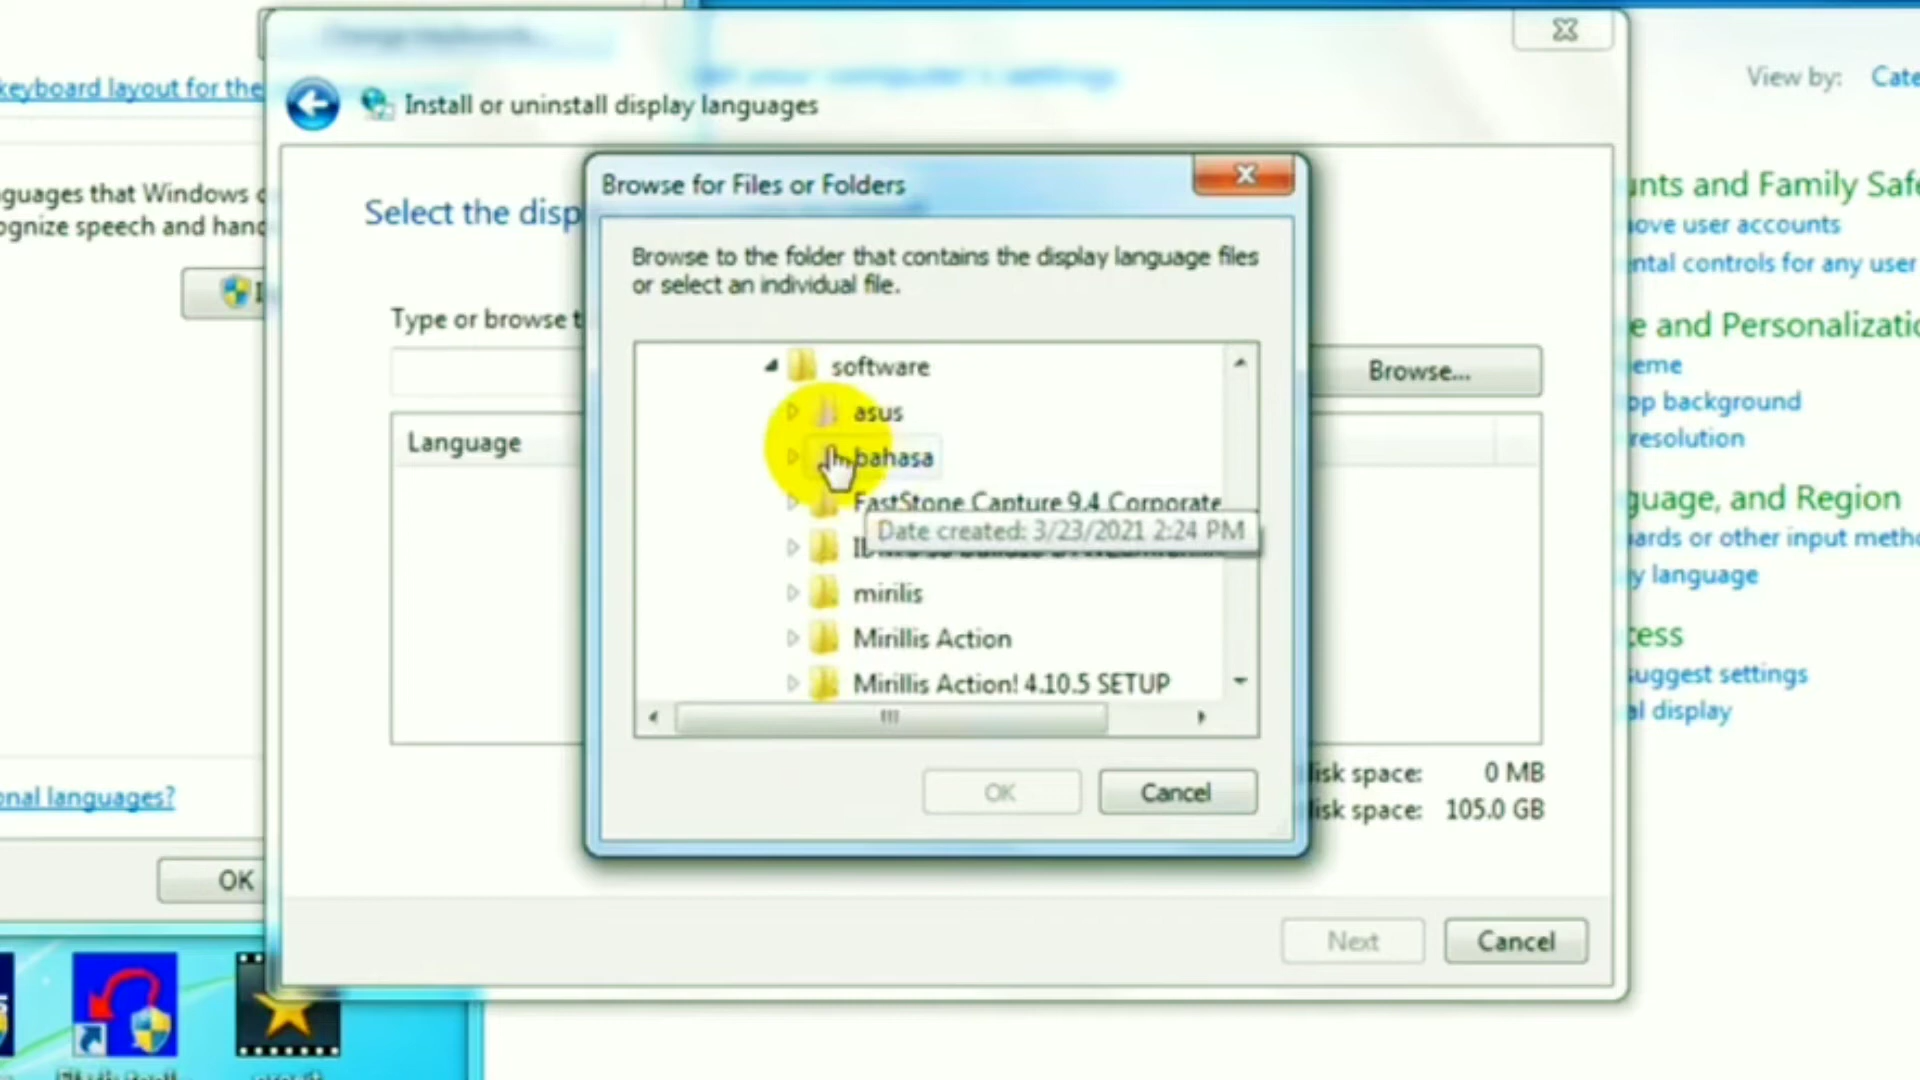 View by: Cate
keyboard layout for the
Install or uninstall display languages
Browse for Files or Folders
nguages that Windows
ognize speech and hand
Select the disp
Browse to the folder that contains the display language files
or select an individual file.
Type or browse t
Browse...
Language
software
asus
bahasa
FastStone Capture 9.4 Corporate
Date created: 3/23/2021 2:24 PM
mirilis
Mirillis Action
Mirillis Action! 4.10.5 SETUP
OK
Cancel
isk space: 0 MB
isk space: 105.0 GB
onal languages?
OK
Next
Cancel
unts and Family Safe
ove user accounts
ntal controls for any user
e and Personalizatio
eme
op background
resolution
guage, and Region
ards or other input metho
y language
cess
suggest settings
al display